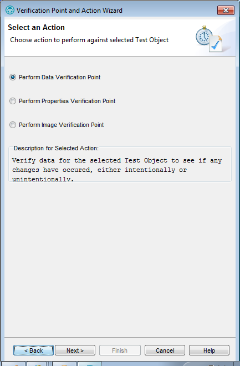 Verification Point and Action Wizard
Select an Action
Choose action to perform against selected Test Object
Perform Data Verification Point
Perform Properties Verification Point
Perform Image Verification Point
Description for Selected Action
Verify data for the selected Test Object to see if any
changes have occured, either intentionally or
unintentionally.
< Back
Next >
Finish
Cancel
Help